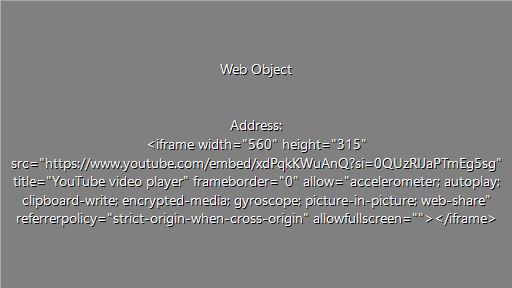 Web Object
Address:
<iframe width="560" height="315"
src="https://www.youtube.com/embed/xdPqkKWuAnQ?si=0QUzRlJaPTmEg5sg"
title="YouTube video player" frameborder="0" allow="accelerometer; autoplay;
clipboard-write; encrypted-media; gyroscope; picture-in-picture; web-share"
referrerpolicy="strict-origin-when-cross-origin" allowfullscreen=""></iframe>